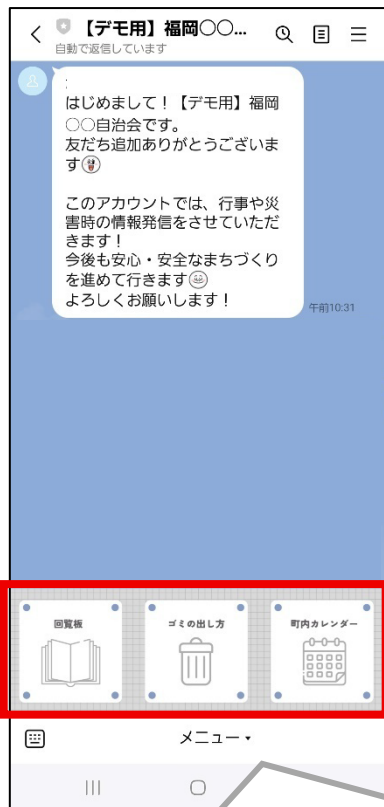 【デモ用】福岡〇〇...
自動で返信しています
:
はじめまして！【デモ用】福岡
〇〇自治会です。
友だち追加ありがとうございま
す
このアカウントでは、行事や災
害時の情報発信をさせていただ
きます！
今後も安心・安全なまちづくり
を進めて行きます
よろしくお願いします！
午前10:31
回覧板
ゴミの出し方
町内カレンダー
メニュー